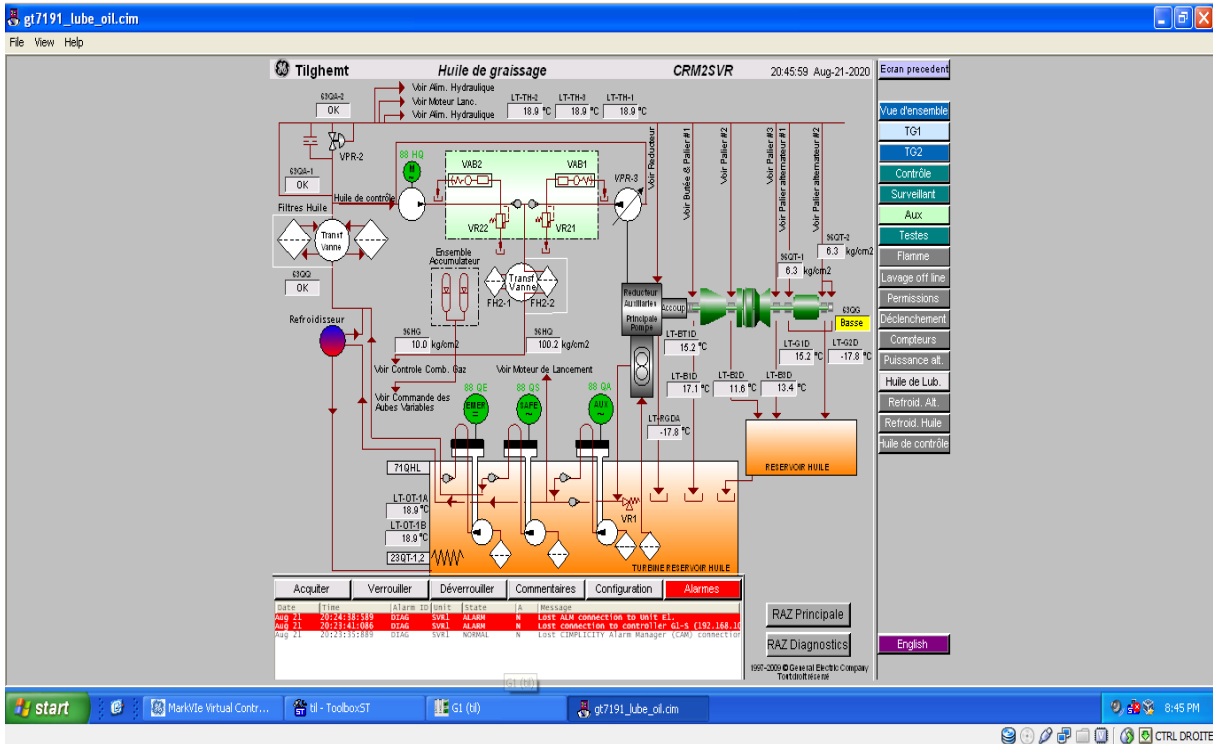 gt7191_lube_oil.cim
File View Help
Tilghemt Huile de graissage CRM2SVR 20:45:59 Aug-21-2020
Ecran precedent
Vue d'ensemble
TG1
TG2
Contrôle
Surveillant
Aux
Testes
Flamme
Lavage off line
Permissions
Déclenchement
Compteurs
Puissance alt.
Huile de Lub.
Refroid. Alt.
Refroid. Huile
Huile de contrôle
English
Voir Alim. Hydraulique
Voir Moteur Lanc.
Voir Alim. Hydraulique
63QA-2
OK
LT-TH-2 LT-TH-3 LT-TH-1
18.9 °C 18.9 °C 18.9 °C
VPR-2
63QA-1
OK
88 HQ
M
~
VAB2 VAB1
VPR-3
Huile de contrôle
VR22 VR21
Filtres Huile
Transf
Vanne
63QQ
OK
Ensemble
Accumulateur
Transf
Vanne
FH2-1 FH2-2
Voir Reducteur
Voir Butée & Palier #1
Voir Palier #2
Voir Palier #3
Voir Palier alternateur #1
Voir Palier alternateur #2
96QT-2
6.3 kg/cm2
96QT-1
6.3 kg/cm2
Reducteur
Auxiliaries
Principale
Pompe
Accoup
63QG
Basse
Refroidisseur
96HG
10.0 kg/cm2
96HQ
100.2 kg/cm2
LT-BT1D
15.2 °C
LT-G1D
15.2 °C
LT-G2D
-17.8 °C
Voir Controle Comb. Gaz
Voir Moteur de Lancement
LT-B1D
17.1 °C
LT-B2D
11.6 °C
LT-B3D
13.4 °C
Voir Commande des
Aubes Variables
88 QE 88 QS 88 QA
EMER SAFE AUX
LT-RGDA
-17.8 °C
71QHL
LT-OT-1A
18.9 °C
LT-OT-1B
18.9 °C
23QT-1,2
VR1
RESERVOIR HUILE
TURBINE RESERVOIR HUILE
Acquiter Verrouiller Déverrouiller Commentaires Configuration Alarmes
Date Time Alarm ID Unit State A Message
Aug 21 20:24:38:589 DIAG SVR1 ALARM N Lost ALM connection to Unit E1.
Aug 21 20:23:41:086 DIAG SVR1 ALARM N Lost connection to controller G1-S (192.168.10
Aug 21 20:23:35:889 DIAG SVR1 NORMAL N Lost CIMPLICITY Alarm Manager (CAM) connection
RAZ Principale
RAZ Diagnostics
1997-2009 © General Electric Company
Tout droit réservé
G1 (til)
start MarkVIe Virtual Contr... til - ToolboxST G1 (til) gt7191_lube_oil.cim 8:45 PM
CTRL DROITE